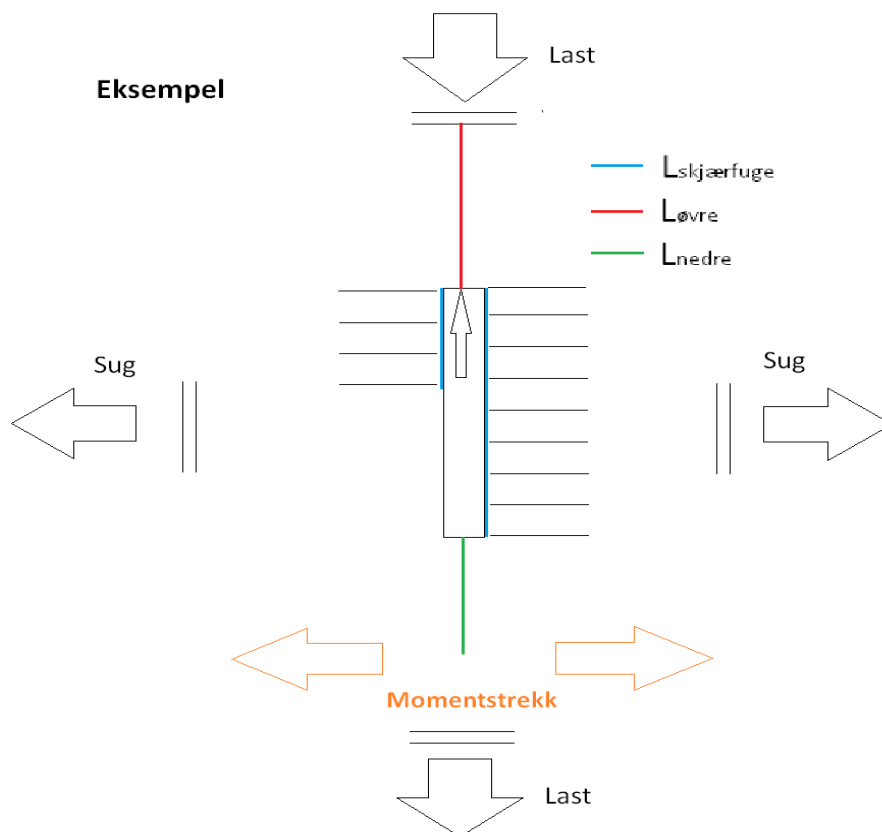 Last
Eksempel
Lskjærfuge
Løvre
Lnedre
Sug
Sug
Momentstrekk
Last